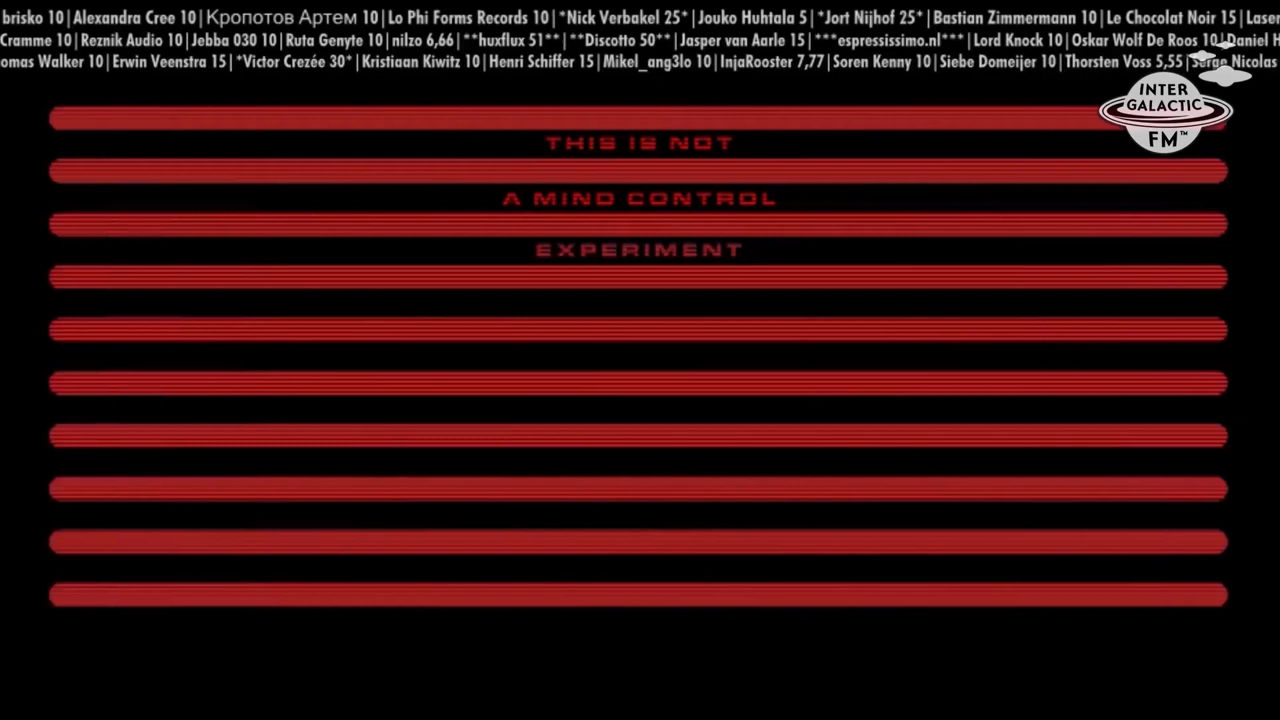 brisko 10|Alexandra Cree 10|Кропотов Артем 10|Lo Phi Forms Records 10|*Nick Verbakel 25*|Jouko Huhtala 5|*Jort Nijhof 25*|Bastian Zimmermann 10|Le Chocolat Noir 15|Laser
Cramme 10|Reznik Audio 10|Jebba 030 10|Ruta Genyte 10|nilzo 6,66|**huxflux 51**|**Discotto 50**|Jasper van Aarle 15|***espressissimo.nl***|Lord Knock 10|Oskar Wolf De Roos 10|Daniel H
omas Walker 10|Erwin Veenstra 15|*Victor Crezée 30*|Kristiaan Kiwitz 10|Henri Schiffer 15|Mikel_ang3lo 10|InjaRooster 7,77|Soren Kenny 10|Siebe Domeijer 10|Thorsten Voss 5,55|Serge Nicolas
INTER
GALACTIC
FM™
THIS IS NOT
A MIND CONTROL
EXPERIMENT